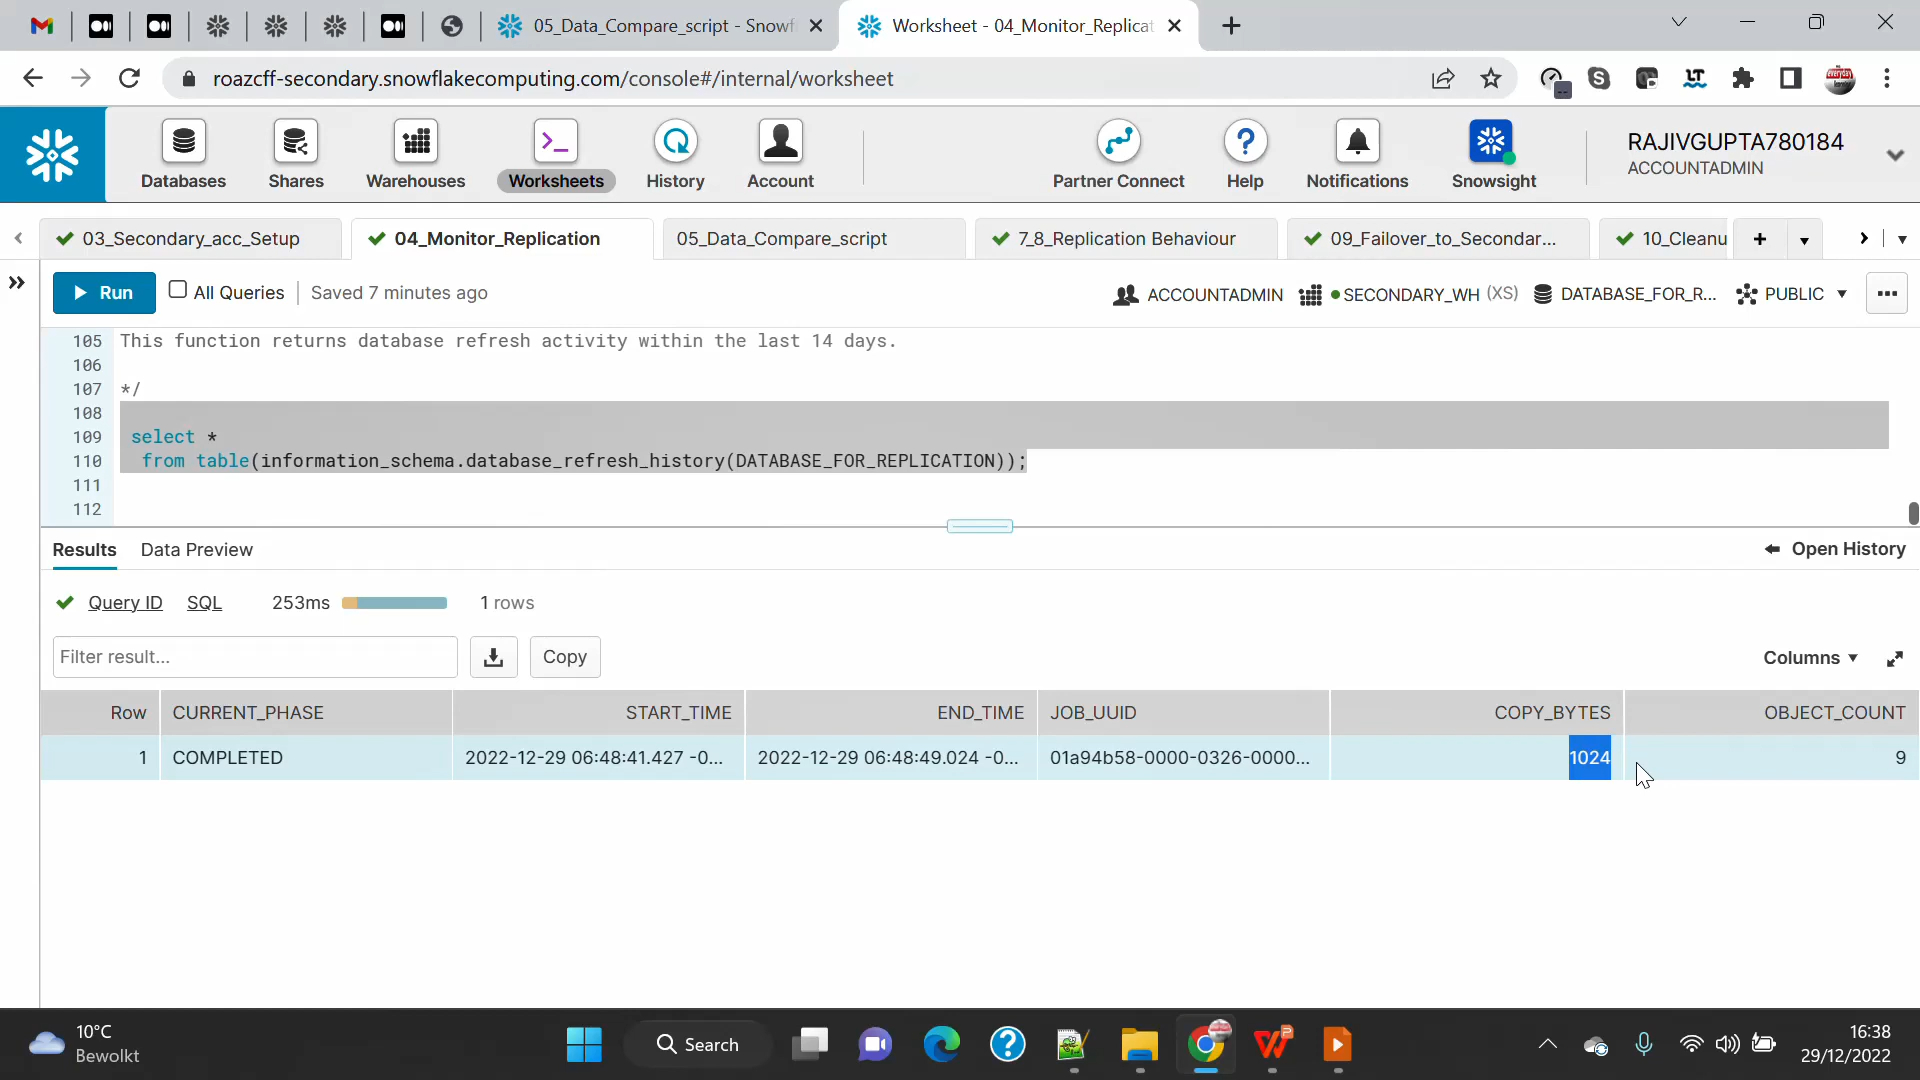 05_Data_Compare_script - Snowf
Worksheet - 04_Monitor_Replicat
roazcff-secondary.snowflakecomputing.com/console#/internal/worksheet
Databases
Shares
Warehouses
Worksheets
History
Account
Partner Connect
Help
Notifications
Snowsight
RAJIVGUPTA780184
ACCOUNTADMIN
03_Secondary_acc_Setup
04_Monitor_Replication
05_Data_Compare_script
7_8_Replication Behaviour
09_Failover_to_Secondar...
10_Cleanu
Run
All Queries
Saved 7 minutes ago
ACCOUNTADMIN
SECONDARY_WH (XS)
DATABASE_FOR_R...
PUBLIC
105 This function returns database refresh activity within the last 14 days.
106
107 */
108
109 select *
110 from table(information_schema.database_refresh_history(DATABASE_FOR_REPLICATION));
111
112
Results Data Preview
Open History
Query ID SQL 253ms 1 rows
Filter result...
Copy
Columns
Row CURRENT_PHASE START_TIME END_TIME JOB_UUID COPY_BYTES OBJECT_COUNT
1 COMPLETED 2022-12-29 06:48:41.427 -0... 2022-12-29 06:48:49.024 -0... 01a94b58-0000-0326-0000... 1024 9
10°C
Bewolkt
Search
16:38
29/12/2022